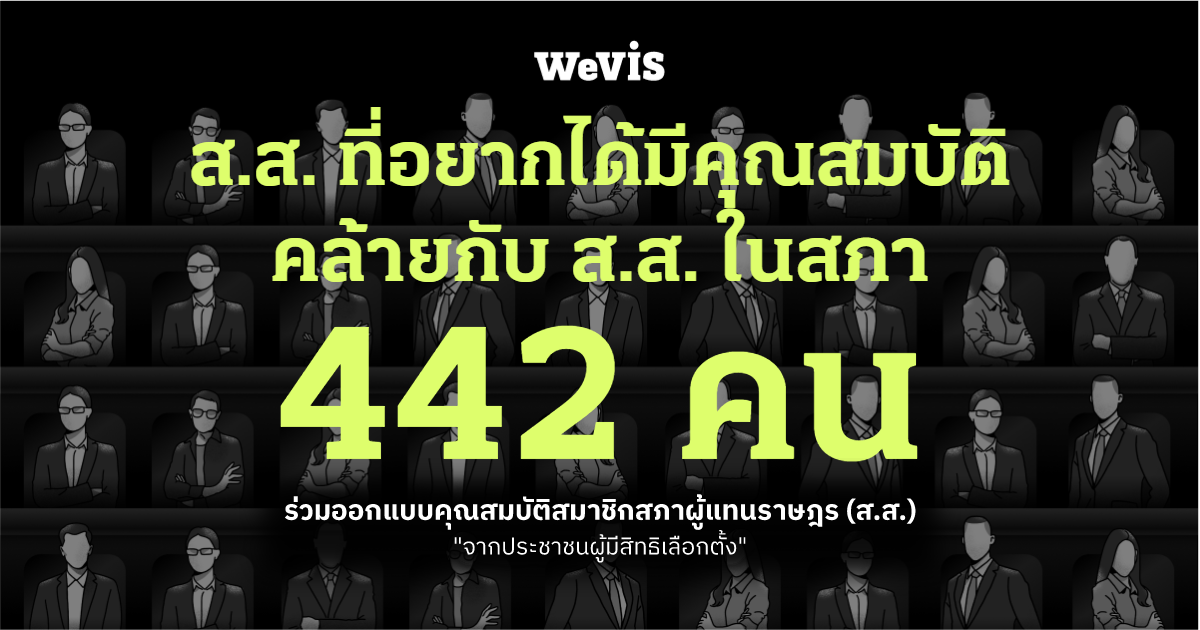 WeVIS
ส.ส. ที่อยากได้มีคุณสมบัติ
คล้ายกับ ส.ส. ในสภา
442 คน
ร่วมออกแบบคุณสมบัติสมาชิกสภาผู้แทนราษฎร (ส.ส.)
"จากประชาชนผู้มีสิทธิเลือกตั้ง"